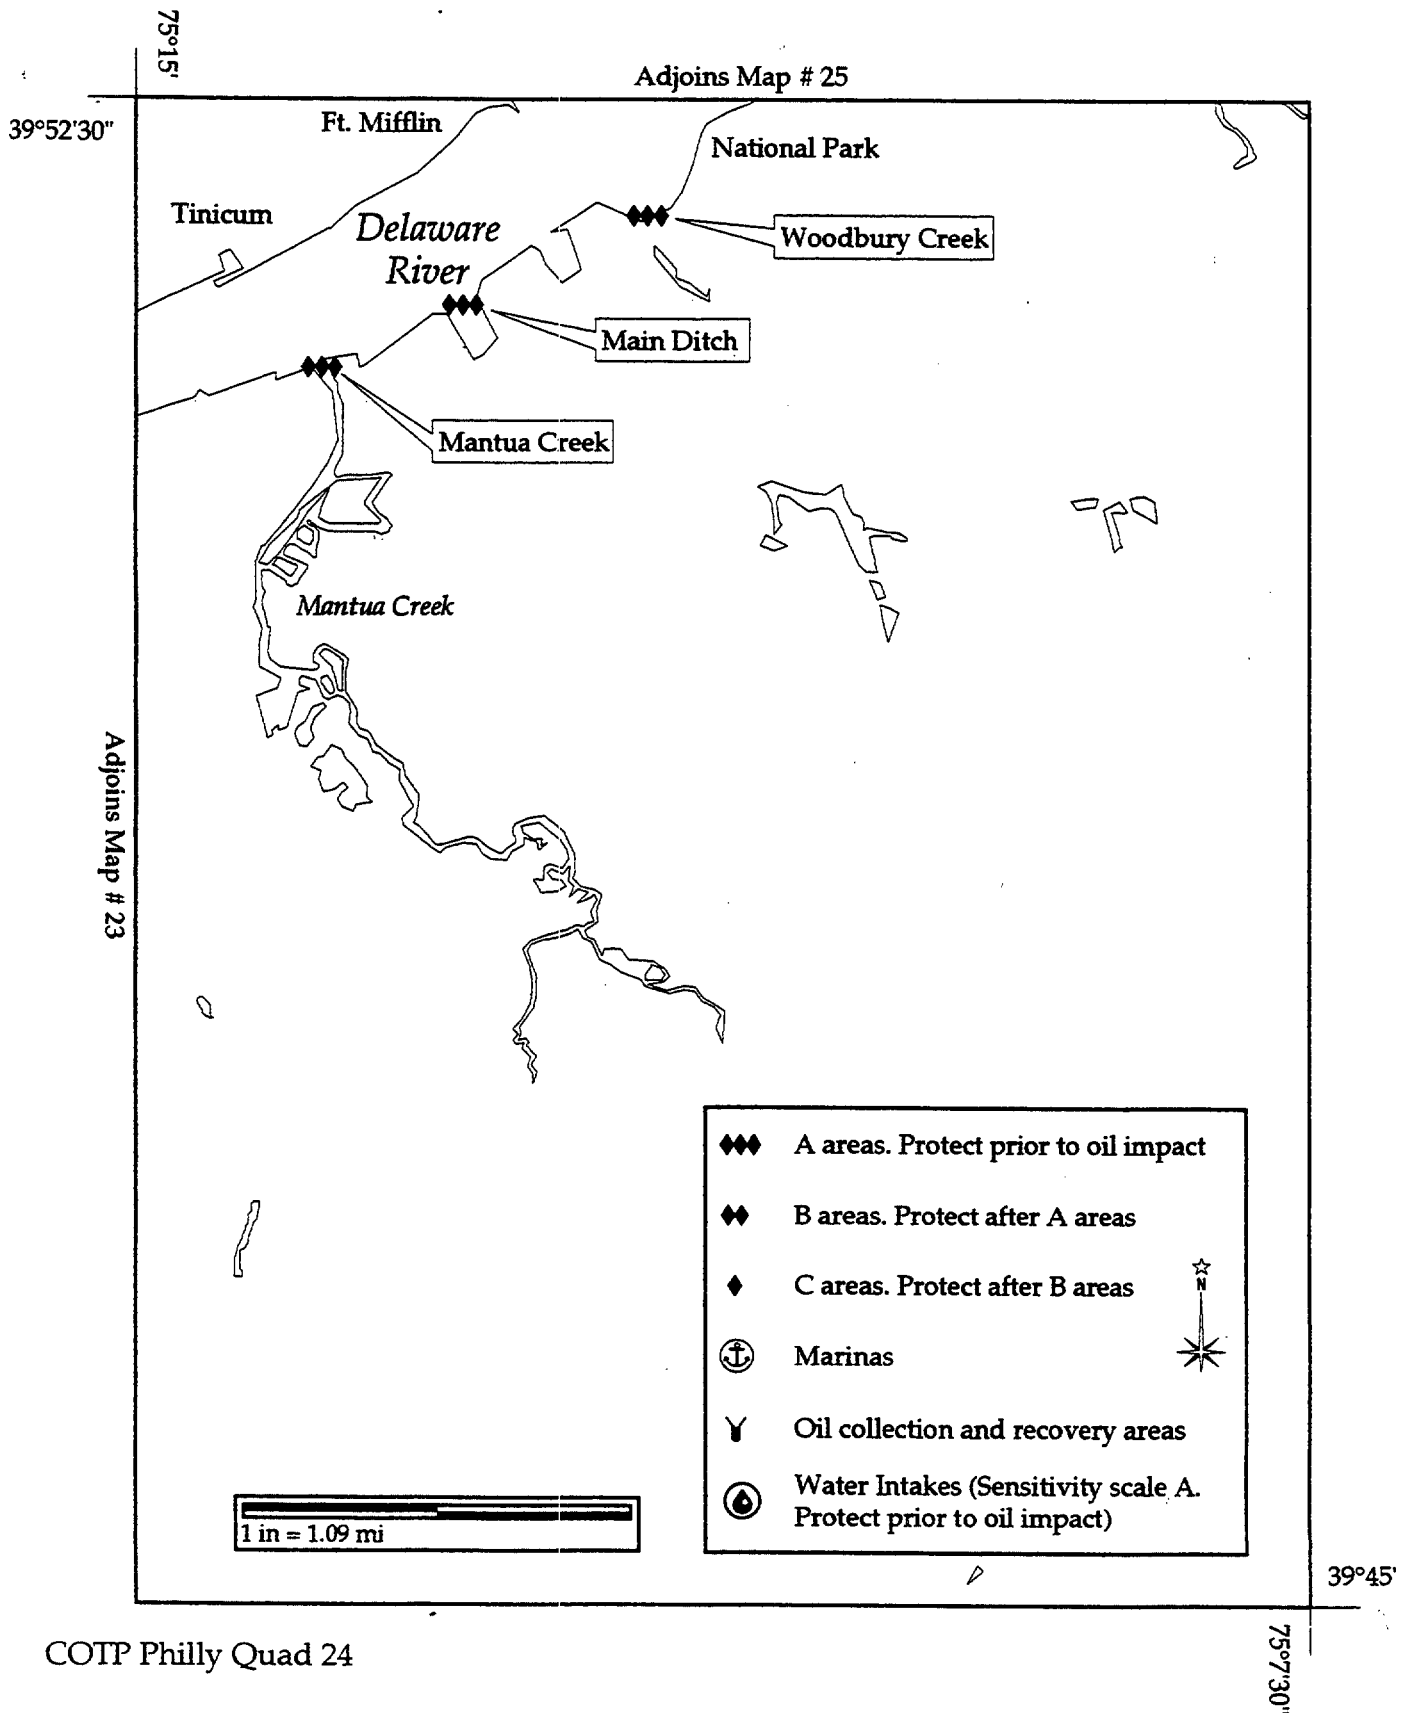 75°15'
Adjoins Map # 25
39°52'30"
Ft. Mifflin
National Park
Tinicum
Delaware
River
Woodbury Creek
Main Ditch
Mantua Creek
Mantua Creek
Adjoins Map # 23
A areas. Protect prior to oil impact
B areas. Protect after A areas
C areas. Protect after B areas
N
Marinas
Oil collection and recovery areas
Water Intakes (Sensitivity scale A.
Protect prior to oil impact)
1 in = 1.09 mi
39°45'
75°7'30"
COTP Philly Quad 24